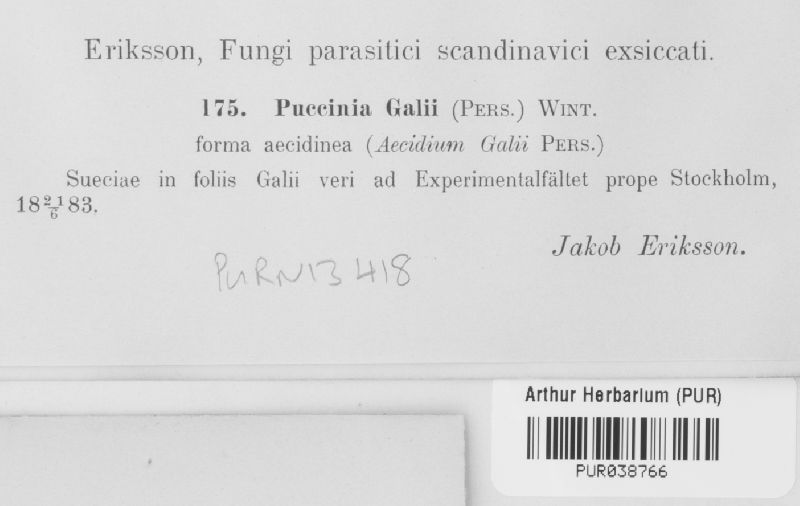 Eriksson, Fungi parasitici scandinavici exsiccati.
175. Puccinia Galii (PERS.) WINT.
forma aecidinea (Aecidium Galii PERS.)
Sueciae in foliis Galii veri ad Experimentalfältet prope Stockholm,
18 21/6 83.
Jakob Eriksson.
PURN13418
Arthur Herbarium (PUR)
PUR038766